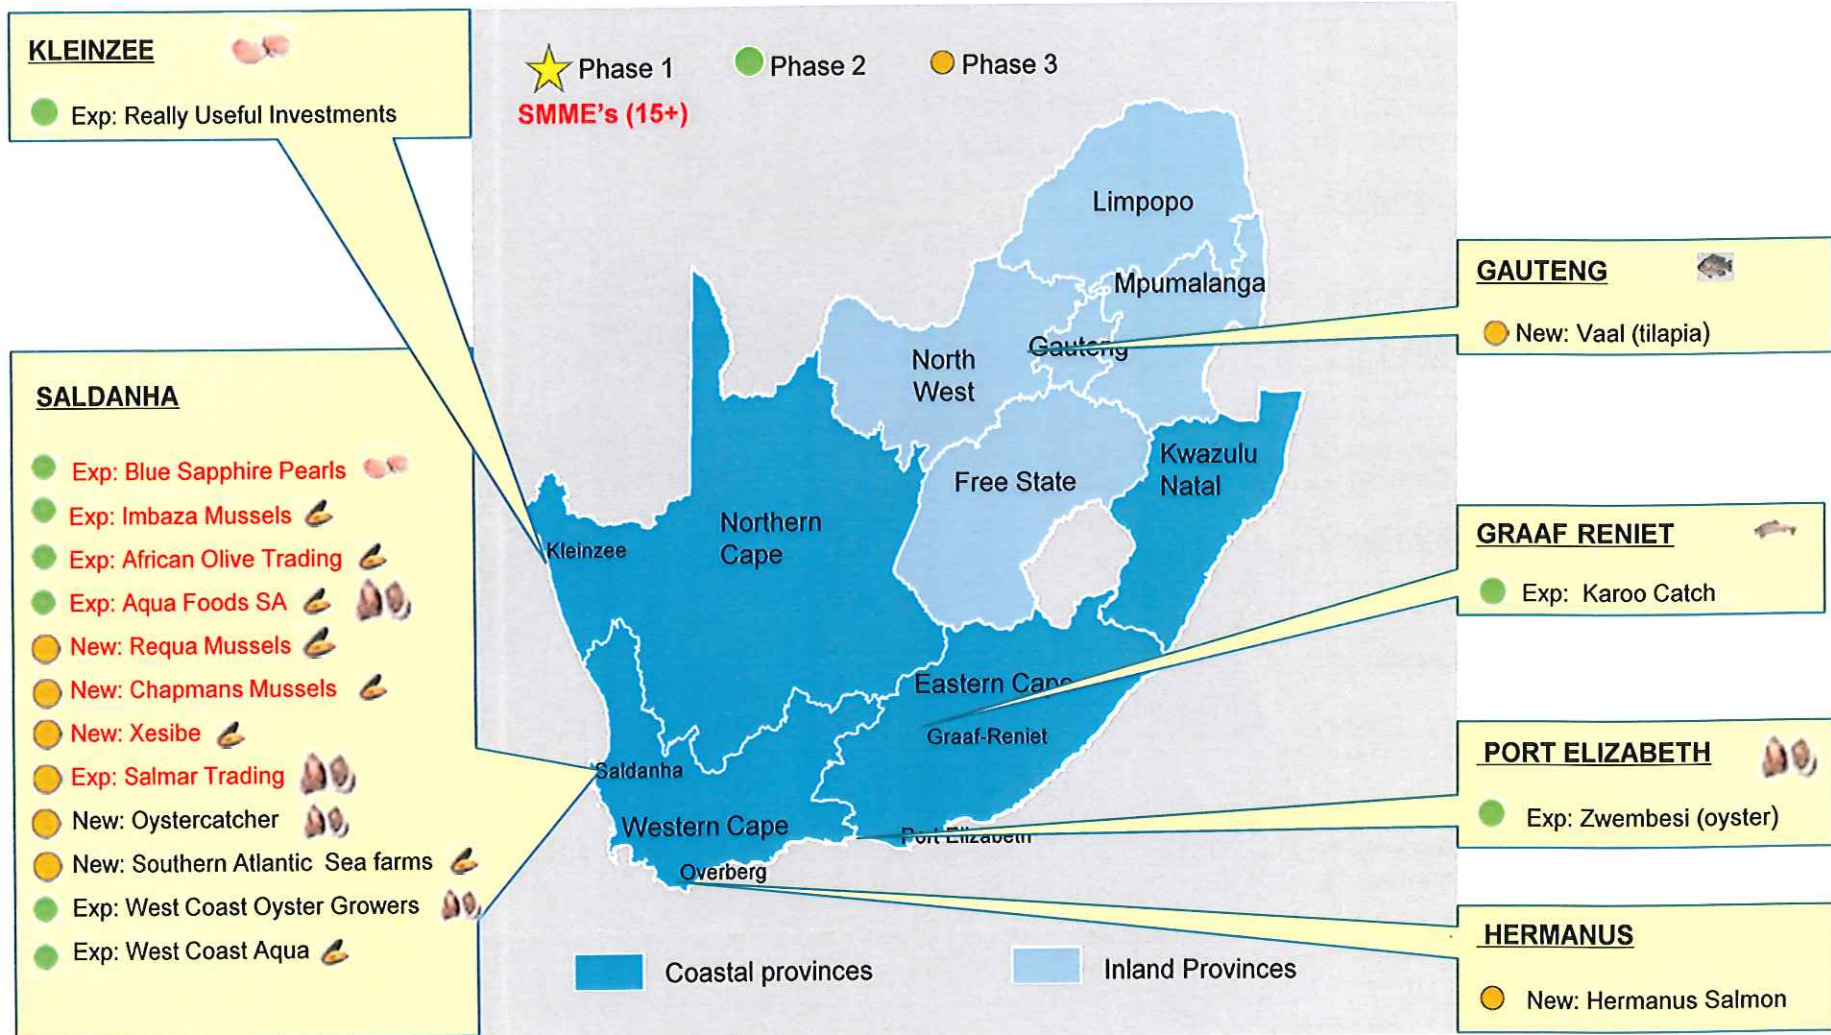 KLEINZEE
Exp: Really Useful Investments
Phase 1
Phase 2
Phase 3
SMME's (15+)
SALDANHA
Exp: Blue Sapphire Pearls
Exp: Imbaza Mussels
Exp: African Olive Trading
Exp: Aqua Foods SA
New: Requa Mussels
New: Chapmans Mussels
New: Xesibe
Exp: Salmar Trading
New: Oystercatcher
New: Southern Atlantic Sea farms
Exp: West Coast Oyster Growers
Exp: West Coast Aqua
Limpopo
Mpumalanga
Gauteng
North
West
Free State
Kwazulu
Natal
Northern
Cape
Kleinzee
Eastern Cape
Graaf-Reniet
Saldanha
Western Cape
Port Elizabeth
Overberg
Coastal provinces
Inland Provinces
GAUTENG
New: Vaal (tilapia)
GRAAF RENIET
Exp: Karoo Catch
PORT ELIZABETH
Exp: Zwembesi (oyster)
HERMANUS
New: Hermanus Salmon